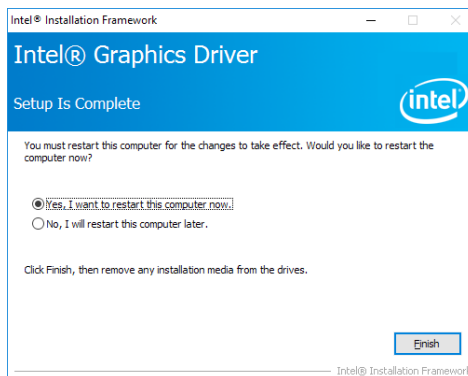 Intel® Installation Framework
Intel® Graphics Driver
Setup Is Complete
intel
You must restart this computer for the changes to take effect. Would you like to restart the
computer now?
Yes, I want to restart this computer now.
No, I will restart this computer later.
Click Finish, then remove any installation media from the drives.
Finish
Intel® Installation Framework